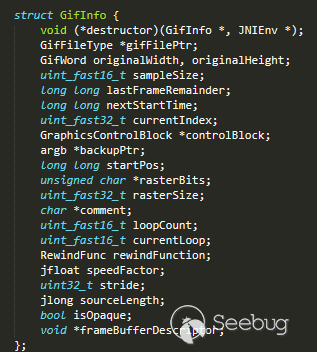 struct GifInfo {
    void (*destructor)(GifInfo *, JNIEnv *);
    GifFileType *gifFilePtr;
    GifWord originalWidth, originalHeight;
    uint_fast16_t sampleSize;
    long long lastFrameRemainder;
    long long nextStartTime;
    uint_fast32_t currentIndex;
    GraphicsControlBlock *controlBlock;
    argb *backupPtr;
    long long startPos;
    unsigned char *rasterBits;
    uint_fast32_t rasterSize;
    char *comment;
    uint_fast16_t loopCount;
    uint_fast16_t currentLoop;
    RewindFunc rewindFunction;
    jfloat speedFactor;
    uint32_t stride;
    jlong sourceLength;
    bool isOpaque;
    void *frameBufferDescriptor;
};
Seebug